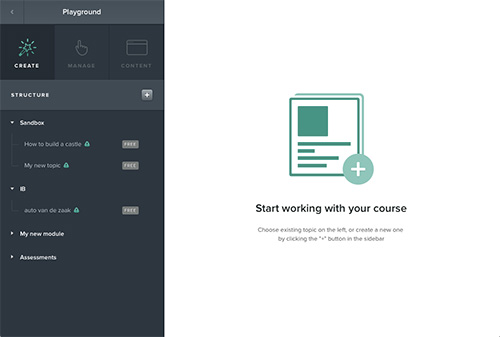 Playground
CREATE
MANAGE
CONTENT
STRUCTURE
Sandbox
How to build a castle FREE
My new topic FREE
IB
auto van de zaak FREE
My new module
Assessments
Start working with your course
Choose existing topic on the left, or create a new one
by clicking the "+" button in the sidebar